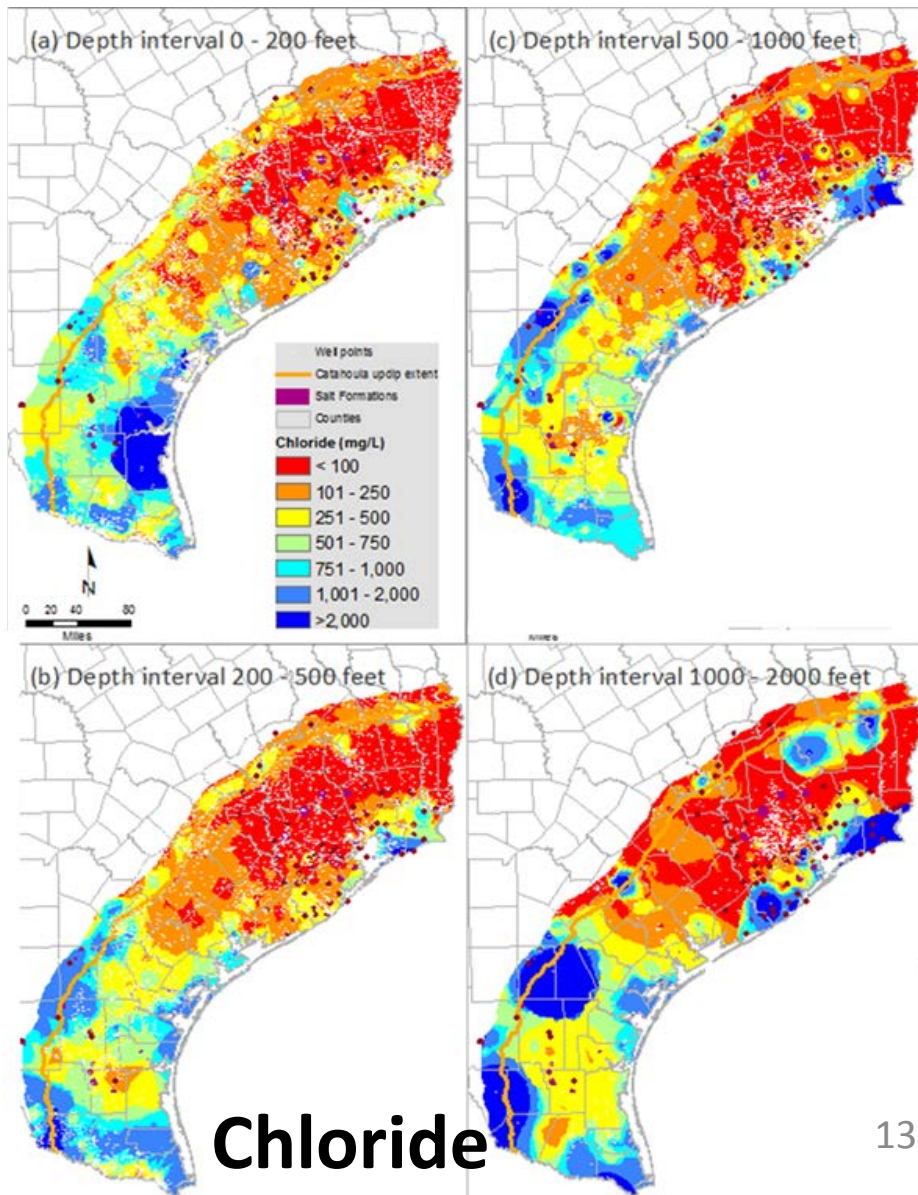 (a) Depth interval 0 - 200 feet
(c) Depth interval 500 - 1000 feet
Well points
Catahoula updip extent
Salt Formations
Counties
Chloride (mg/L)
< 100
101 - 250
251 - 500
501 - 750
751 - 1,000
1,001 - 2,000
>2,000
N
0 20 40 80
Miles
Miles
(b) Depth interval 200 - 500 feet
(d) Depth interval 1000 - 2000 feet
Chloride
13